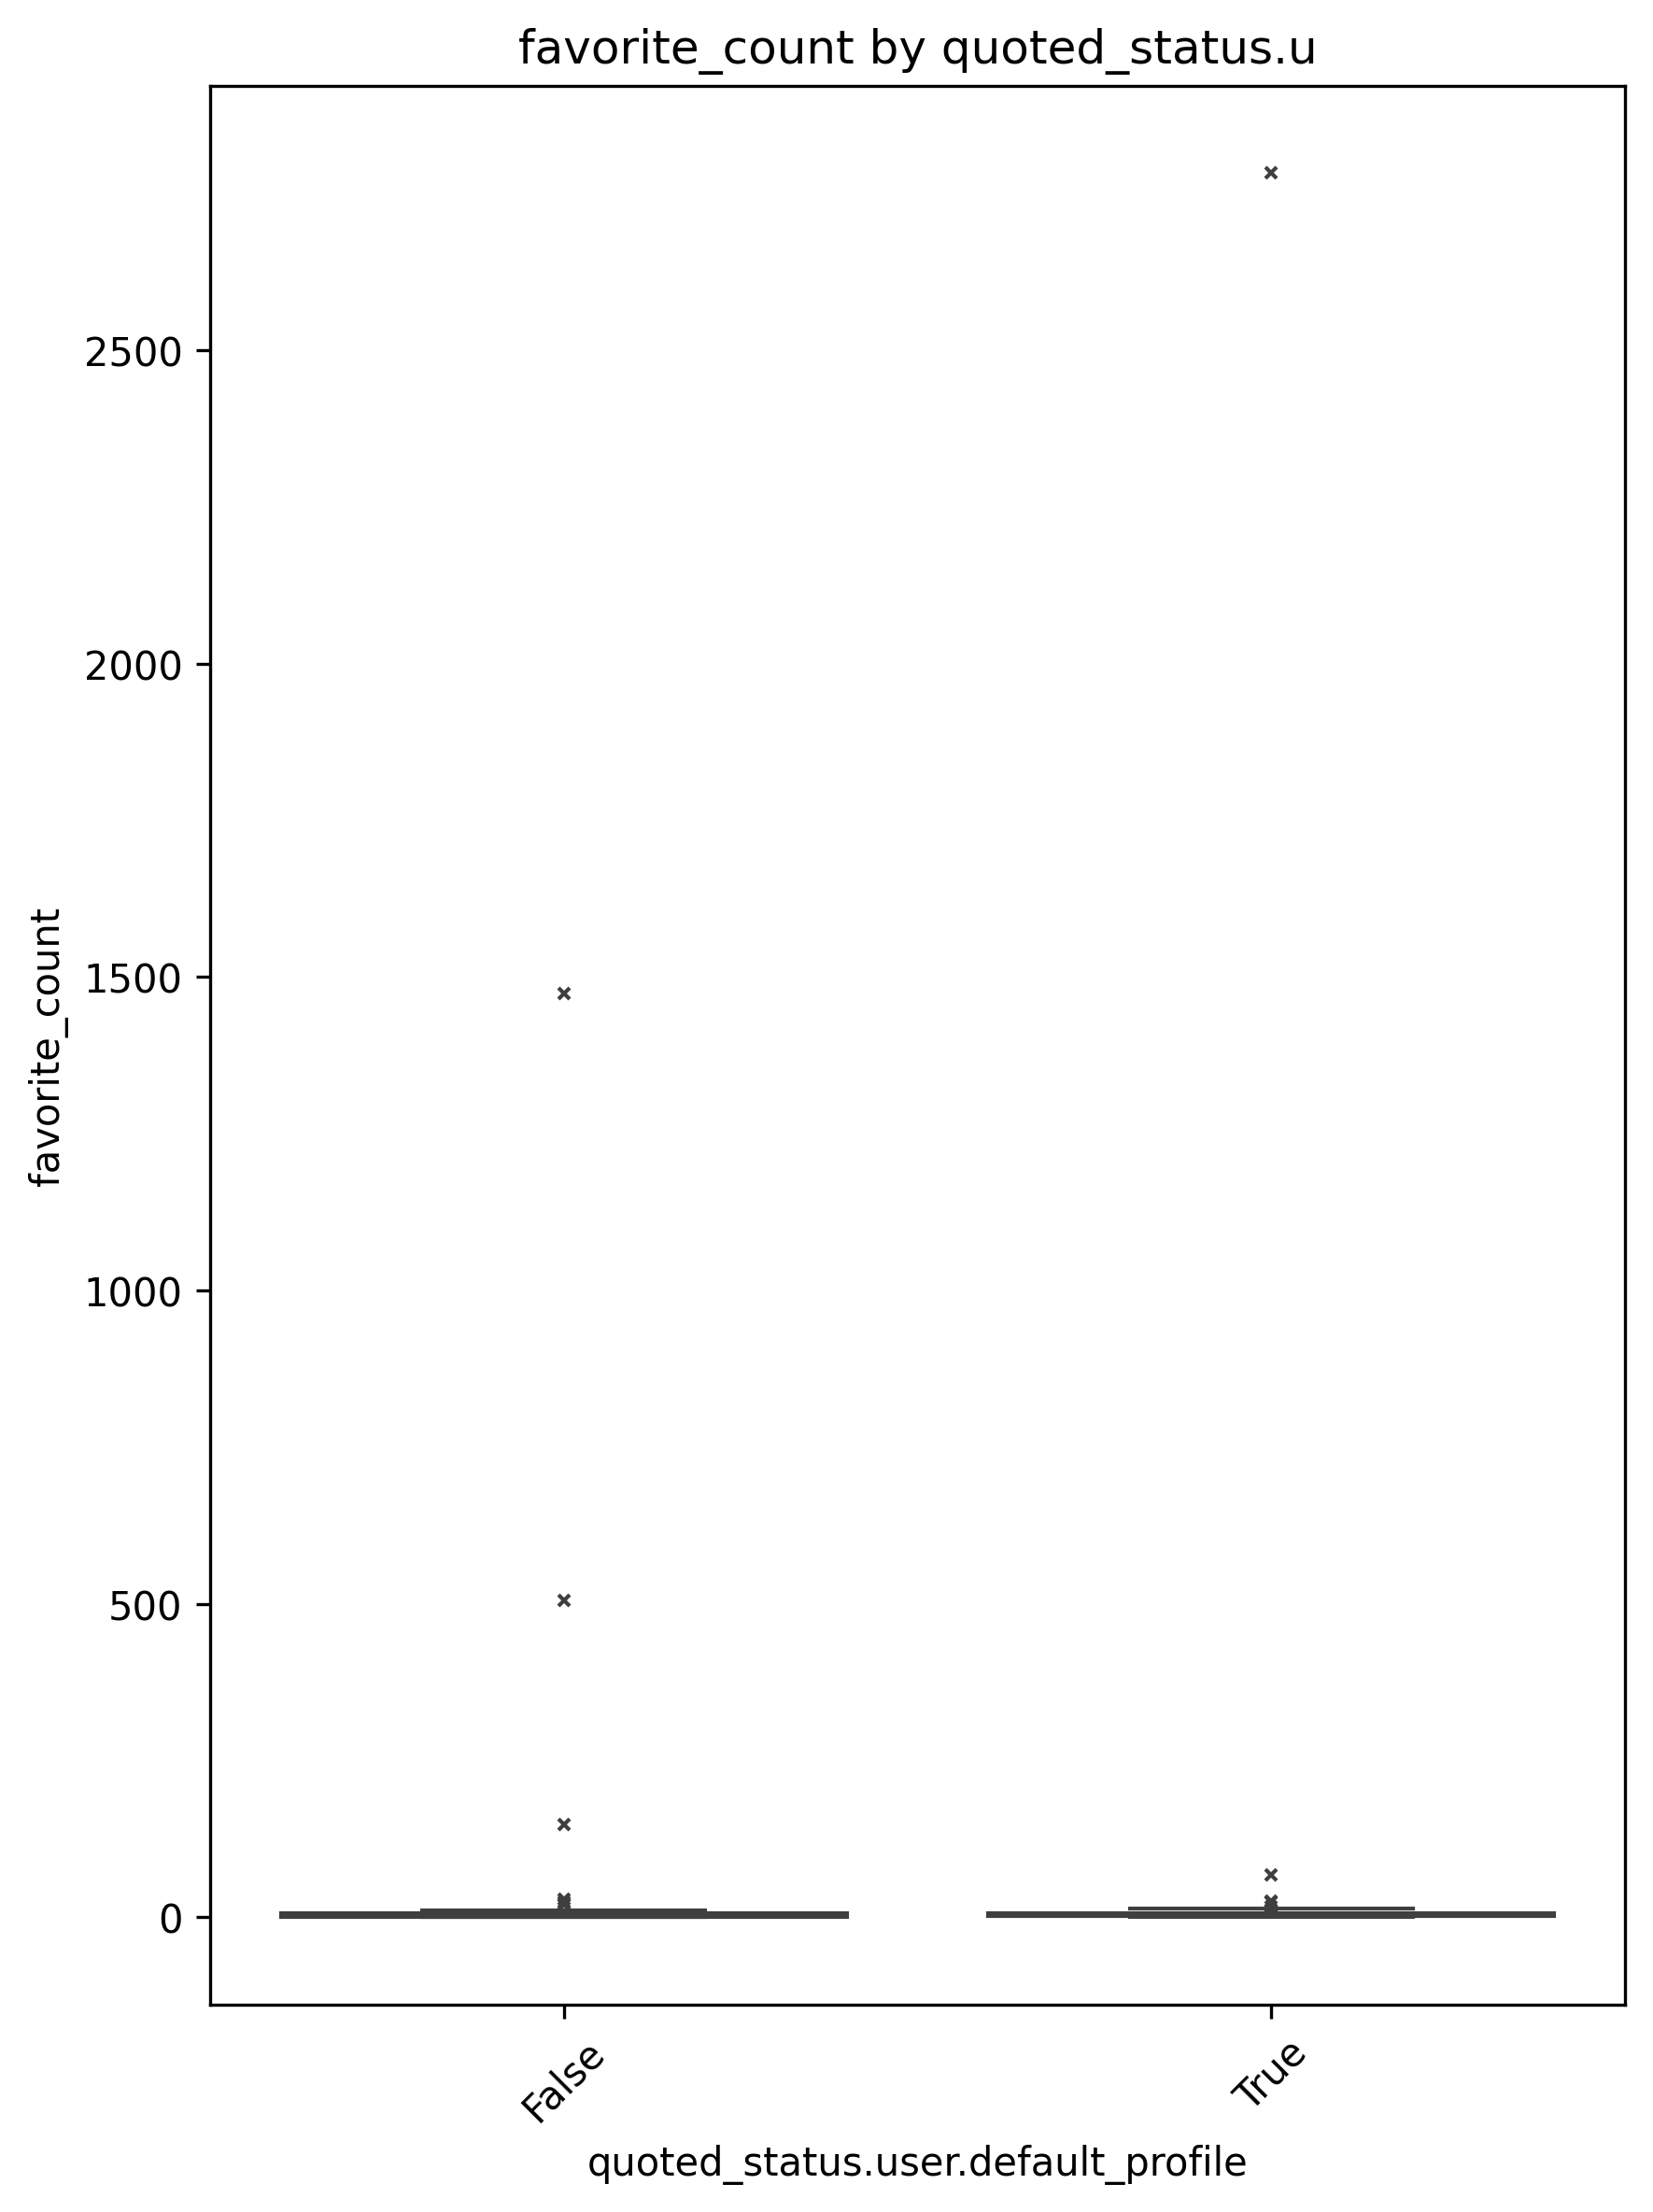 favorite_count by quoted_status.u
favorite_count
2500
2000
1500
1000
500
0
False
True
quoted_status.user.default_profile